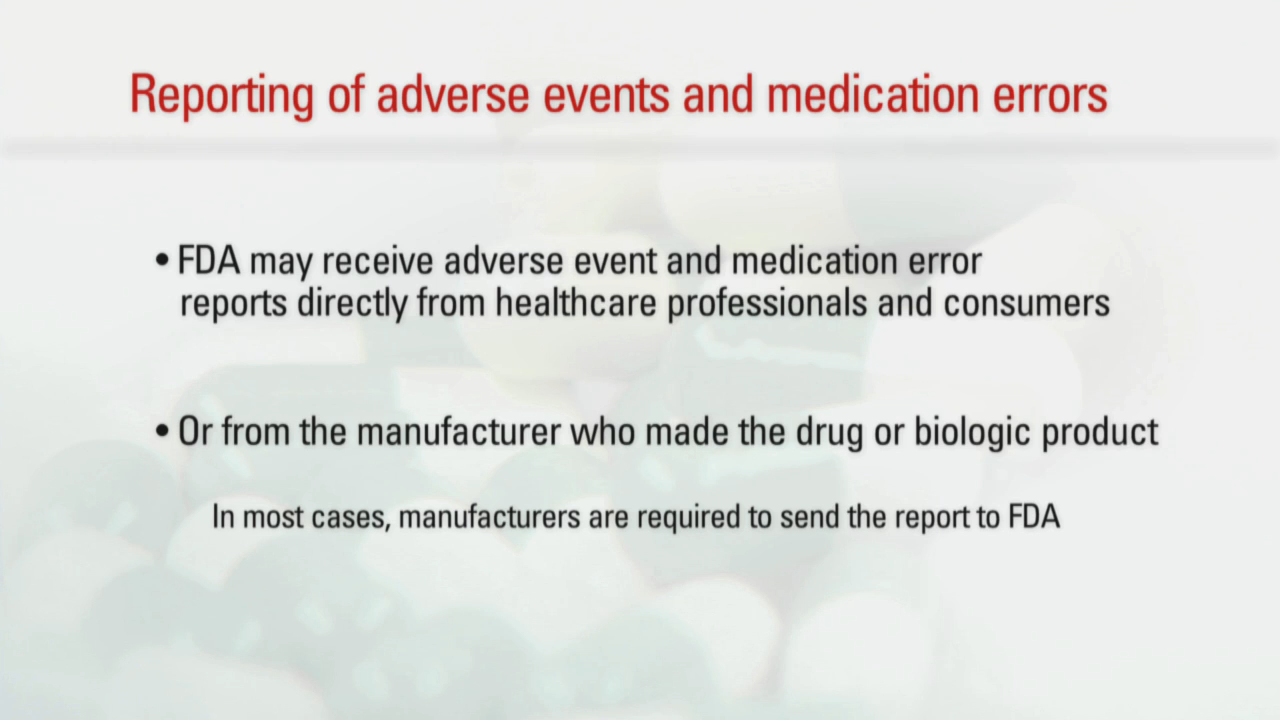 Reporting of adverse events and medication errors
• FDA may receive adverse event and medication error
reports directly from healthcare professionals and consumers
• Or from the manufacturer who made the drug or biologic product
In most cases, manufacturers are required to send the report to FDA